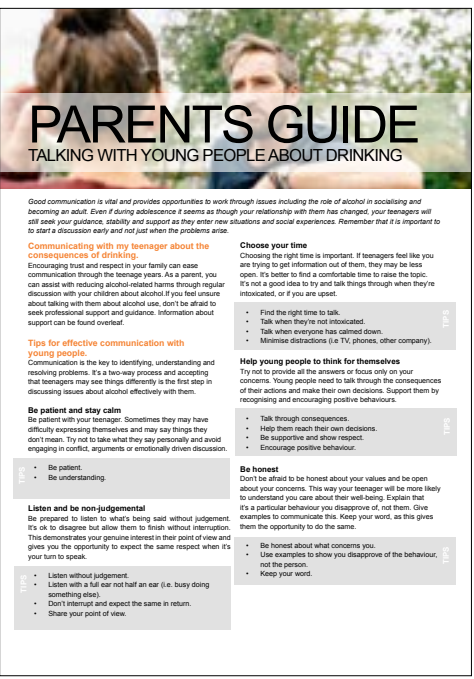 PARENTS GUIDE
TALKING WITH YOUNG PEOPLE ABOUT DRINKING
Good communication is vital and provides opportunities to work through issues including the role of alcohol in socialising and
becoming an adult. Even if during adolescence it seems as though your relationship with them has changed, your teenagers will
still seek your guidance, stability and support as they enter new situations and social experiences. Remember that it is important to
to start a discussion early and not just when the problems arise.
Communicating with my teenager about the
consequences of drinking.
Encouraging trust and respect in your family can ease
communication through the teenage years. As a parent, you
can assist with reducing alcohol-related harms through regular
discussion with your children about alcohol.If you feel unsure
about talking with them about alcohol use, don't be afraid to
seek professional support and guidance. Information about
support can be found overleaf.
Tips for effective communication with
young people.
Communication is the key to identifying, understanding and
resolving problems. It's a two-way process and accepting
that teenagers may see things differently is the first step in
discussing issues about alcohol effectively with them.
Be patient and stay calm
Be patient with your teenager. Sometimes they may have
difficulty expressing themselves and may say things they
don't mean. Try not to take what they say personally and avoid
engaging in conflict, arguments or emotionally driven discussion.
TIPS
• Be patient.
• Be understanding.
Listen and be non-judgemental
Be prepared to listen to what's being said without judgement.
It's ok to disagree but allow them to finish without interruption.
This demonstrates your genuine interest in their point of view and
gives you the opportunity to expect the same respect when it's
your turn to speak.
TIPS
• Listen without judgement.
• Listen with a full ear not half an ear (i.e. busy doing
something else).
• Don't interrupt and expect the same in return.
• Share your point of view.
Choose your time
Choosing the right time is important. If teenagers feel like you
are trying to get information out of them, they may be less
open. It's better to find a comfortable time to raise the topic.
It's not a good idea to try and talk things through when they're
intoxicated, or if you are upset.
• Find the right time to talk.
• Talk when they're not intoxicated.
• Talk when everyone has calmed down.
• Minimise distractions (i.e TV, phones, other company).
TIPS
Help young people to think for themselves
Try not to provide all the answers or focus only on your
concerns. Young people need to talk through the consequences
of their actions and make their own decisions. Support them by
recognising and encouraging positive behaviours.
• Talk through consequences.
• Help them reach their own decisions.
• Be supportive and show respect.
• Encourage positive behaviour.
TIPS
Be honest
Don't be afraid to be honest about your values and be open
about your concerns. This way your teenager will be more likely
to understand you care about their well-being. Explain that
it's a particular behaviour you disapprove of, not them. Give
examples to communicate this. Keep your word, as this gives
them the opportunity to do the same.
• Be honest about what concerns you.
• Use examples to show you disapprove of the behaviour,
not the person.
• Keep your word.
TIPS